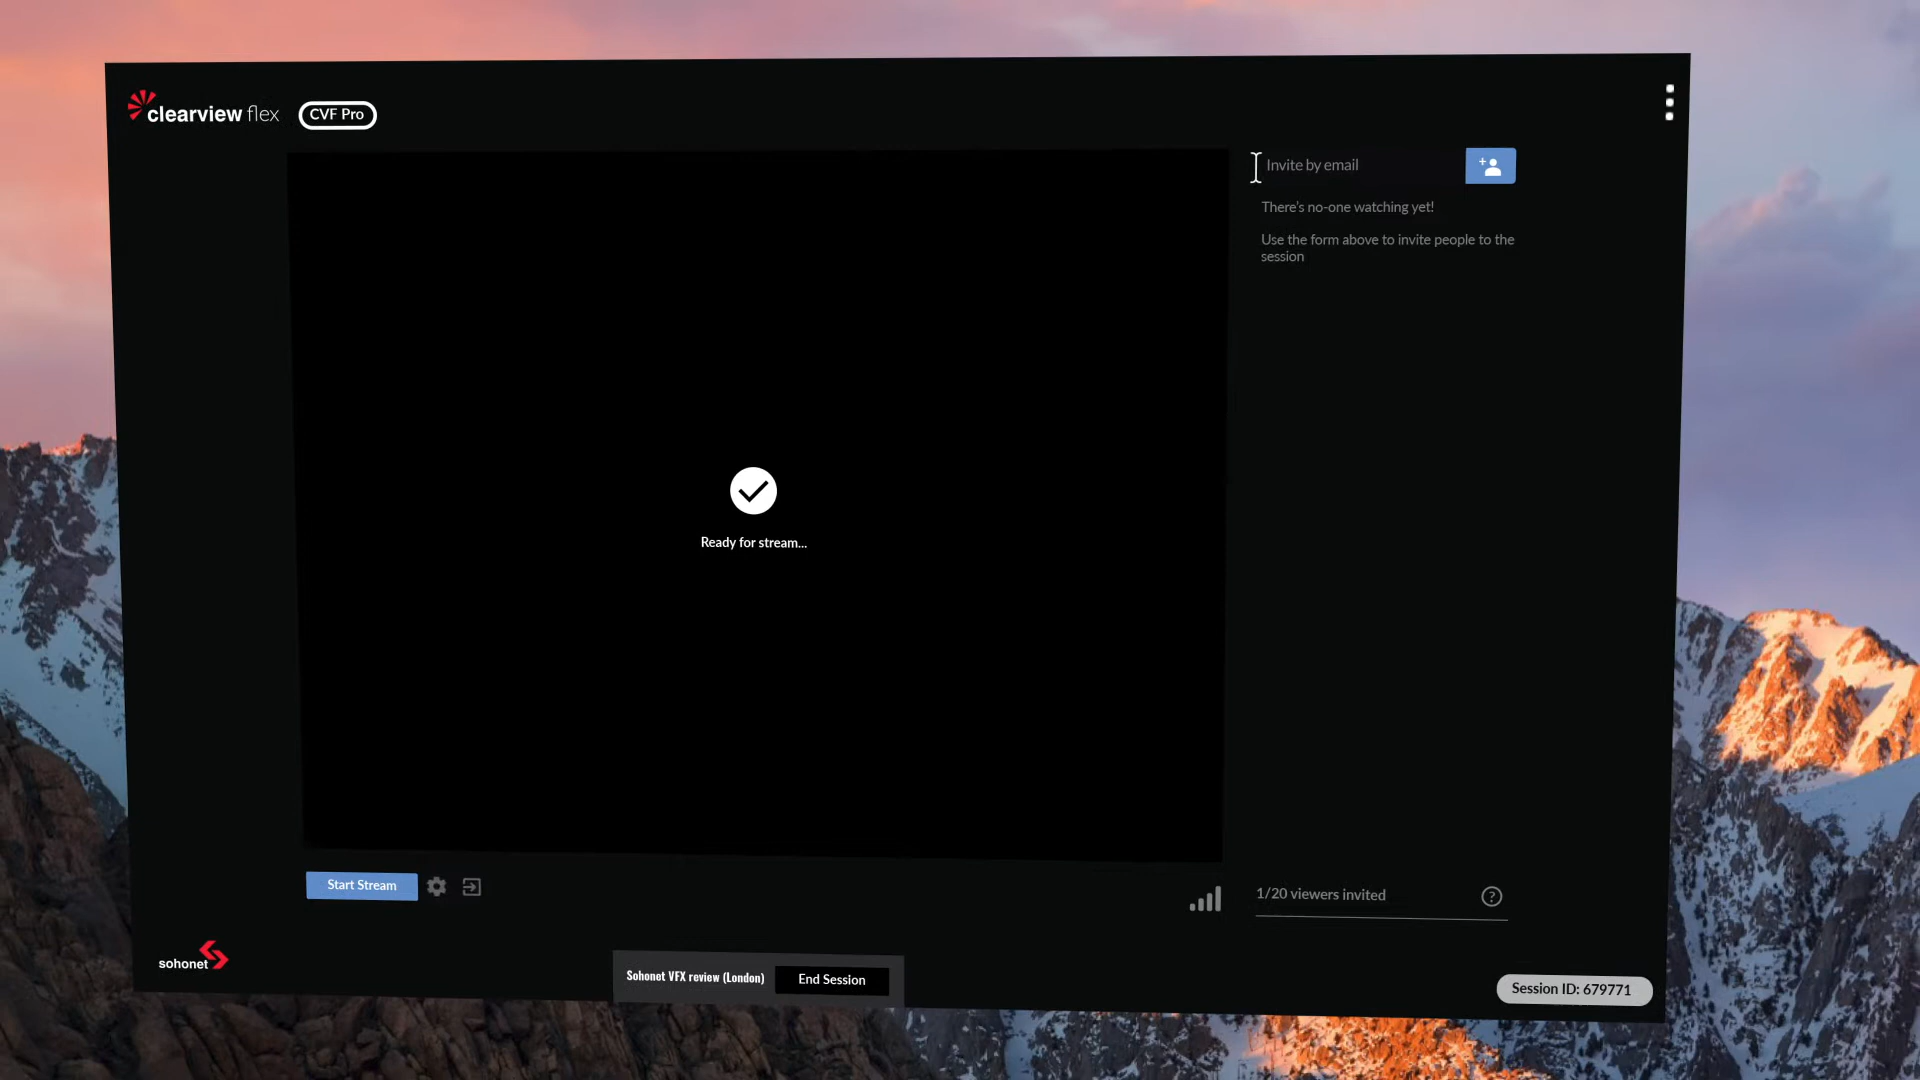 clearview flex
CVF Pro
Invite by email
There's no-one watching yet!
Use the form above to invite people to the
session
Ready for stream...
Start Stream
1/20 viewers invited
?
sohonet
Sohonet VFX review (London)
End Session
Session ID: 679771